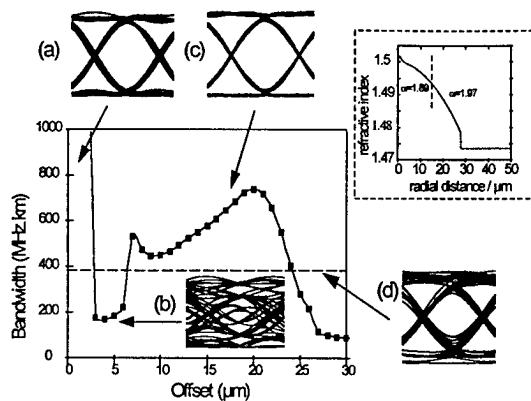 (a)
(c)
1.5
1.49
1.48
1.47
refractive index
α=1.89
α=1.97
0 10 20 30 40 50
radial distance / μm
1000
800
600
400
200
0
Bandwidth (MHz.km)
(b)
(d)
0 5 10 15 20 25 30
Offset (μm)